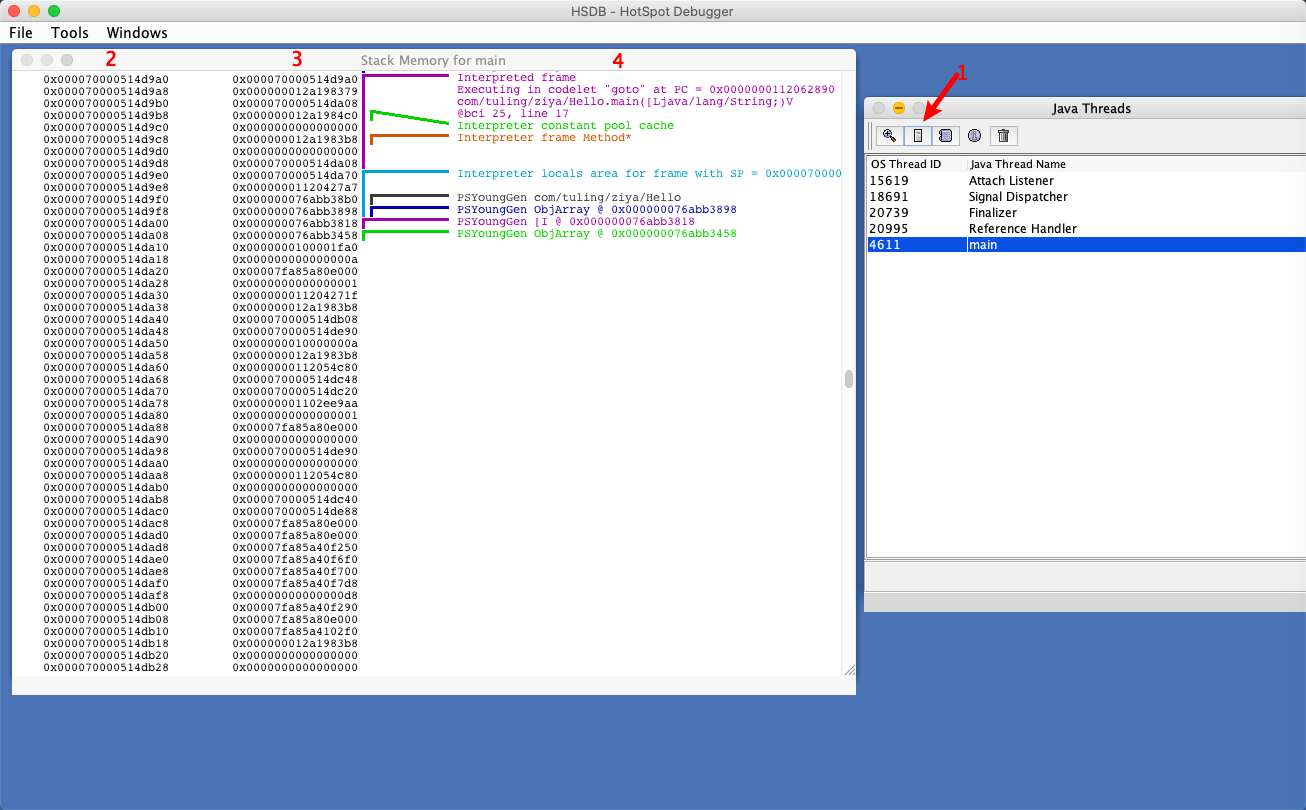 HSDB - HotSpot Debugger
File Tools Windows
2 3 Stack Memory for main 4
0x000070000514d9a0 0x000070000514d9a0 Interpreted frame
0x000070000514d9a8 0x000000012a198379 Executing in codelet "goto" at PC = 0x0000000112062890
0x000070000514d9b0 0x000070000514da08 com/tuling/ziya/Hello.main([Ljava/lang/String;)V
0x000070000514d9b8 0x000000012a1984c0 @bci 25, line 17
0x000070000514d9c0 0x0000000000000000 Interpreter constant pool cache
0x000070000514d9c8 0x000000012a1983b8 Interpreter frame Method*
0x000070000514d9d0 0x0000000000000000
0x000070000514d9d8 0x000070000514da08
0x000070000514d9e0 0x000070000514da70 Interpreter locals area for frame with SP = 0x000070000
0x000070000514d9e8 0x00000001120427a7
0x000070000514d9f0 0x000000076abb38b0 PSYoungGen com/tuling/ziya/Hello
0x000070000514d9f8 0x000000076abb3898 PSYoungGen ObjArray @ 0x000000076abb3898
0x000070000514da00 0x000000076abb3818 PSYoungGen [I @ 0x000000076abb3818
0x000070000514da08 0x000000076abb3458 PSYoungGen ObjArray @ 0x000000076abb3458
0x000070000514da10 0x0000000100001fa0
0x000070000514da18 0x000000000000000a
0x000070000514da20 0x00007fa85a80e000
0x000070000514da28 0x0000000000000001
0x000070000514da30 0x000000011204271f
0x000070000514da38 0x000000012a1983b8
0x000070000514da40 0x000070000514db08
0x000070000514da48 0x000070000514de90
0x000070000514da50 0x000000010000000a
0x000070000514da58 0x000000012a1983b8
0x000070000514da60 0x0000000112054c80
0x000070000514da68 0x000070000514dc48
0x000070000514da70 0x000070000514dc20
0x000070000514da78 0x00000001102ee9aa
0x000070000514da80 0x0000000000000001
0x000070000514da88 0x00007fa85a80e000
0x000070000514da90 0x0000000000000000
0x000070000514da98 0x000070000514de90
0x000070000514daa0 0x0000000000000000
0x000070000514daa8 0x0000000112054c80
0x000070000514dab0 0x0000000000000000
0x000070000514dab8 0x000070000514dc40
0x000070000514dac0 0x000070000514de88
0x000070000514dac8 0x00007fa85a80e000
0x000070000514dad0 0x00007fa85a80e000
0x000070000514dad8 0x00007fa85a40f250
0x000070000514dae0 0x00007fa85a40f6f0
0x000070000514dae8 0x00007fa85a40f700
0x000070000514daf0 0x00007fa85a40f7d8
0x000070000514daf8 0x00000000000000d8
0x000070000514db00 0x00007fa85a40f290
0x000070000514db08 0x00007fa85a80e000
0x000070000514db10 0x00007fa85a4102f0
0x000070000514db18 0x000000012a1983b8
0x000070000514db20 0x0000000000000000
0x000070000514db28 0x0000000000000000
1
Java Threads
OS Thread ID Java Thread Name
15619 Attach Listener
18691 Signal Dispatcher
20739 Finalizer
20995 Reference Handler
4611 main